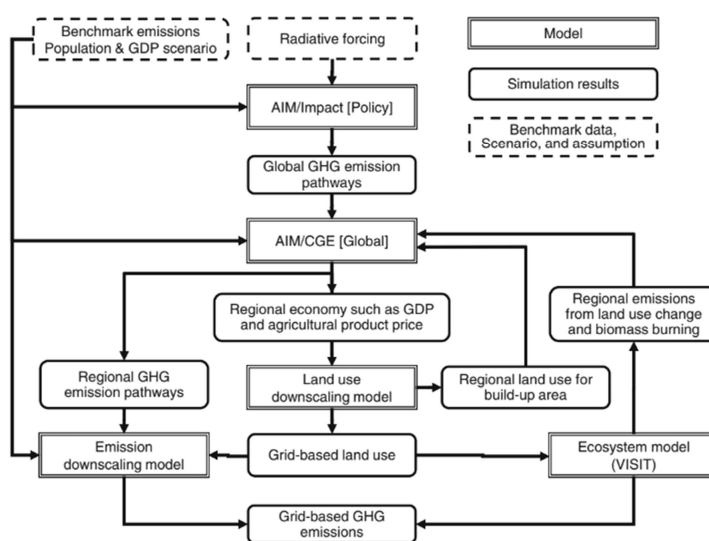 Benchmark emissions
Population & GDP scenario
Radiative forcing
Model
Simulation results
AIM/Impact [Policy]
Benchmark data,
Scenario, and assumption
Global GHG emission
pathways
AIM/CGE [Global]
Regional economy such as GDP
and agricultural product price
Regional emissions
from land use change
and biomass burning
Regional GHG
emission pathways
Land use
downscaling model
Regional land use for
build-up area
Emission
downscaling model
Grid-based land use
Ecosystem model
(VISIT)
Grid-based GHG
emissions